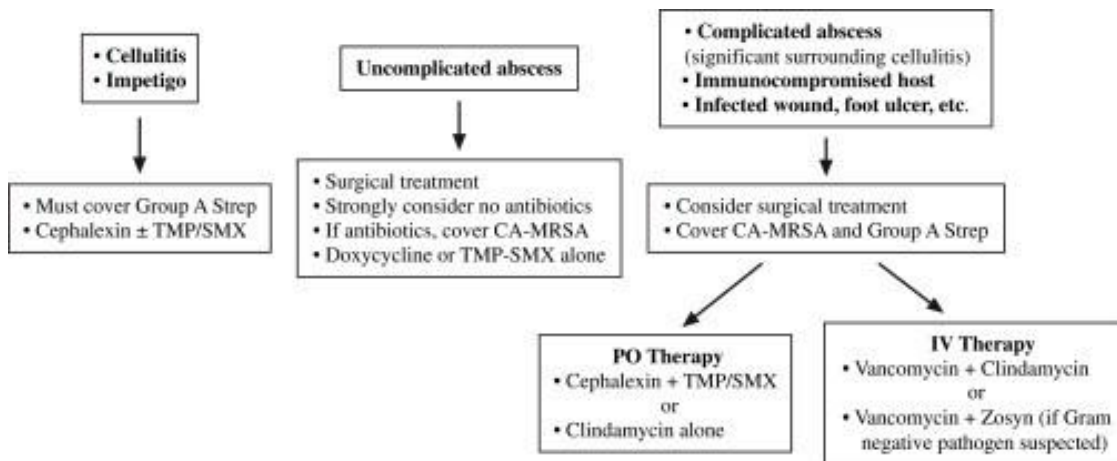 • Cellulitis
• Impetigo
Uncomplicated abscess
• Complicated abscess
(significant surrounding cellulitis)
• Immunocompromised host
• Infected wound, foot ulcer, etc.
• Must cover Group A Strep
• Cephalexin ± TMP/SMX
• Surgical treatment
• Strongly consider no antibiotics
• If antibiotics, cover CA-MRSA
• Doxycycline or TMP-SMX alone
• Consider surgical treatment
• Cover CA-MRSA and Group A Strep
PO Therapy
• Cephalexin + TMP/SMX
or
• Clindamycin alone
IV Therapy
• Vancomycin + Clindamycin
or
• Vancomycin + Zosyn (if Gram
negative pathogen suspected)